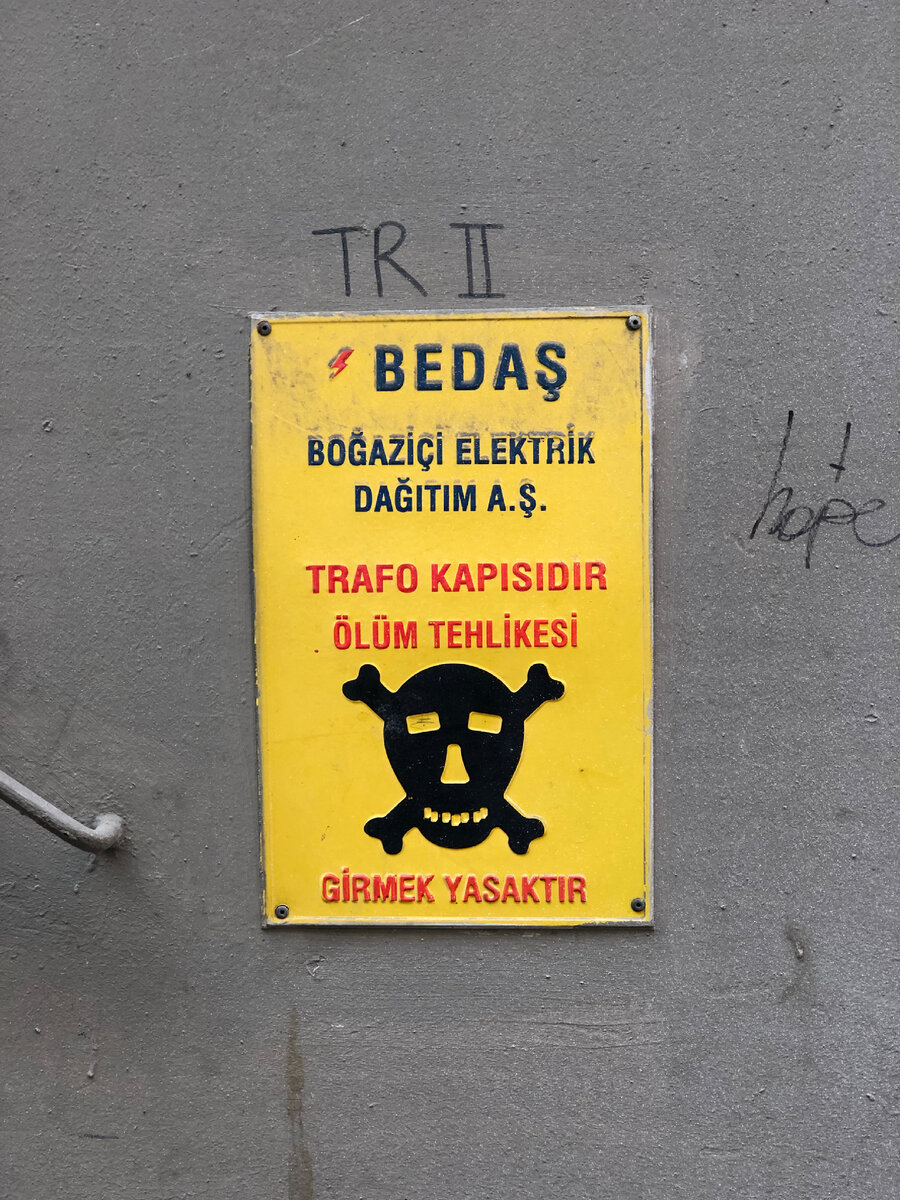 TR II
BEDAŞ
BOĞAZİÇİ ELEKTRİK
DAĞITIM A.Ş.
hope
TRAFO KAPISIDIR
ÖLÜM TEHLİKESİ
GİRMEK YASAKTIR